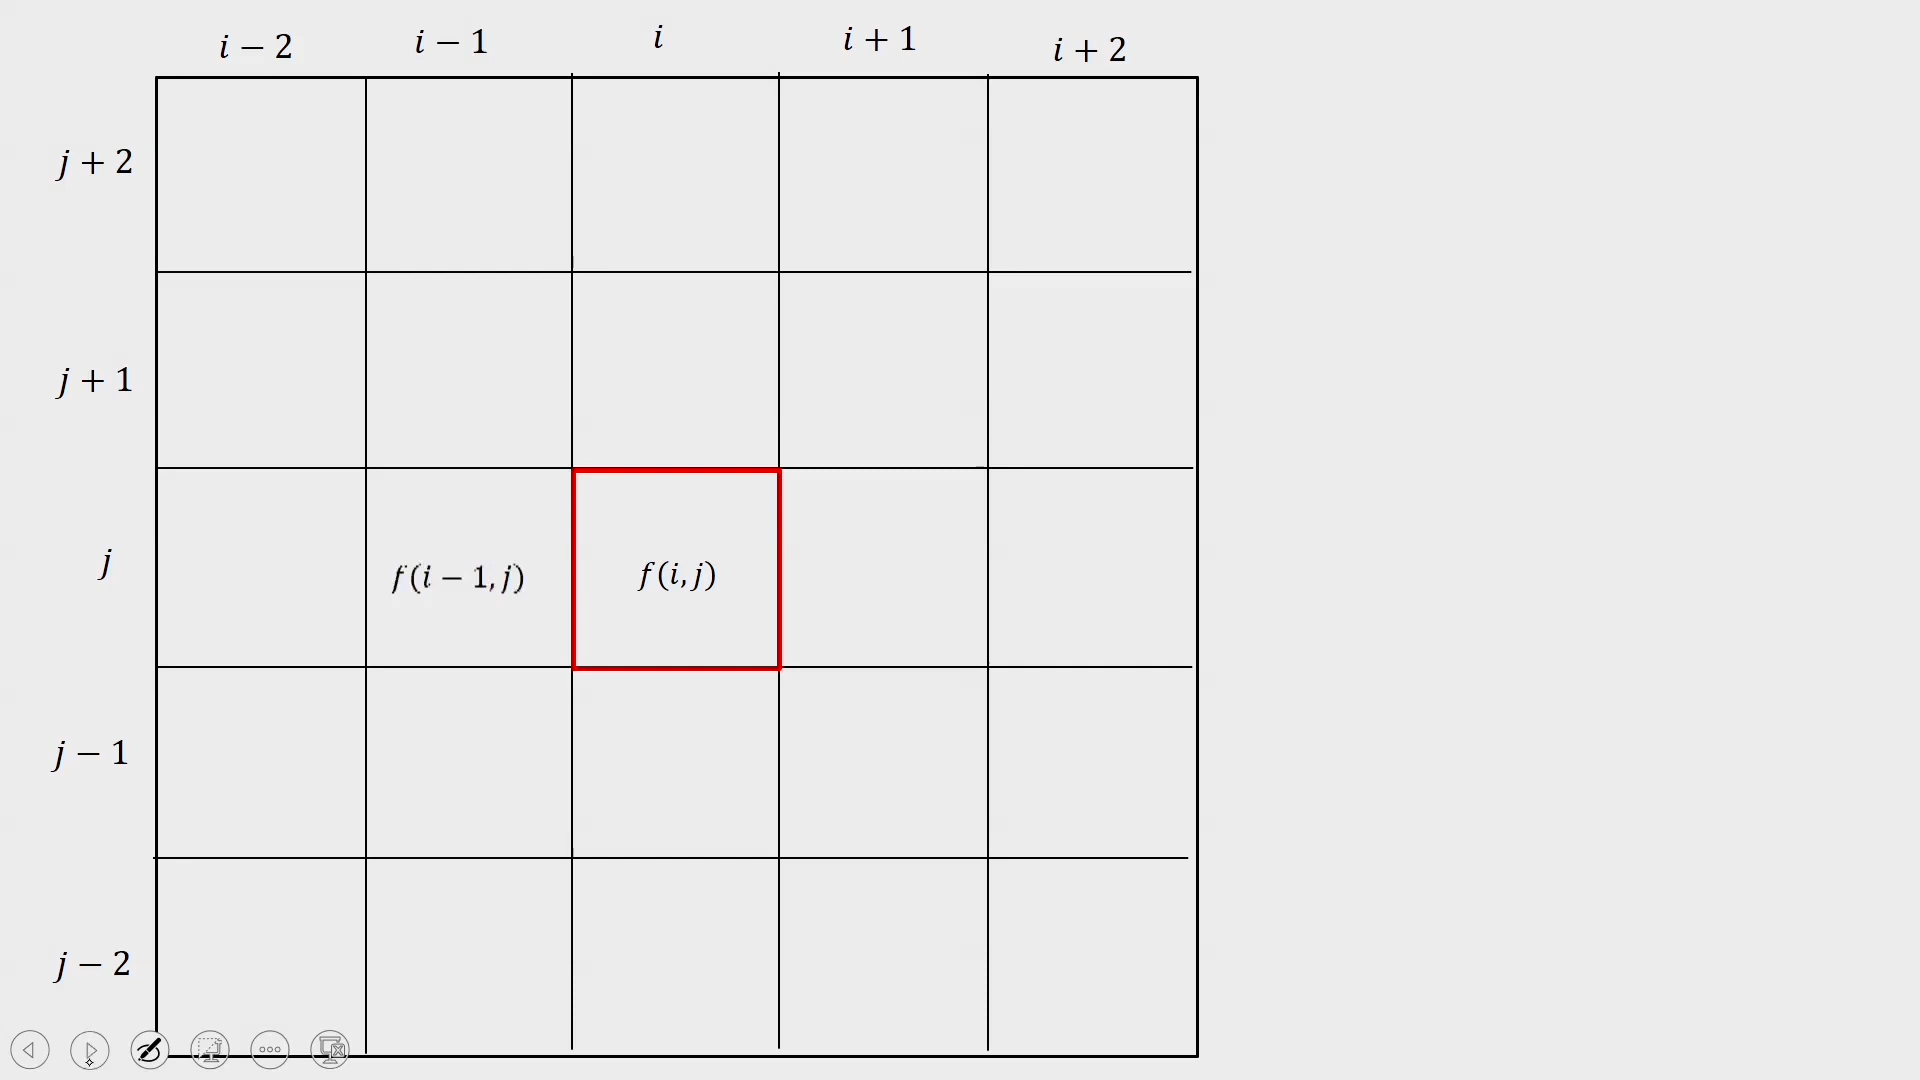 i − 2 i − 1 i i + 1 i + 2
j + 2
j + 1
j f(i − 1, j) f(i, j)
j − 1
j − 2